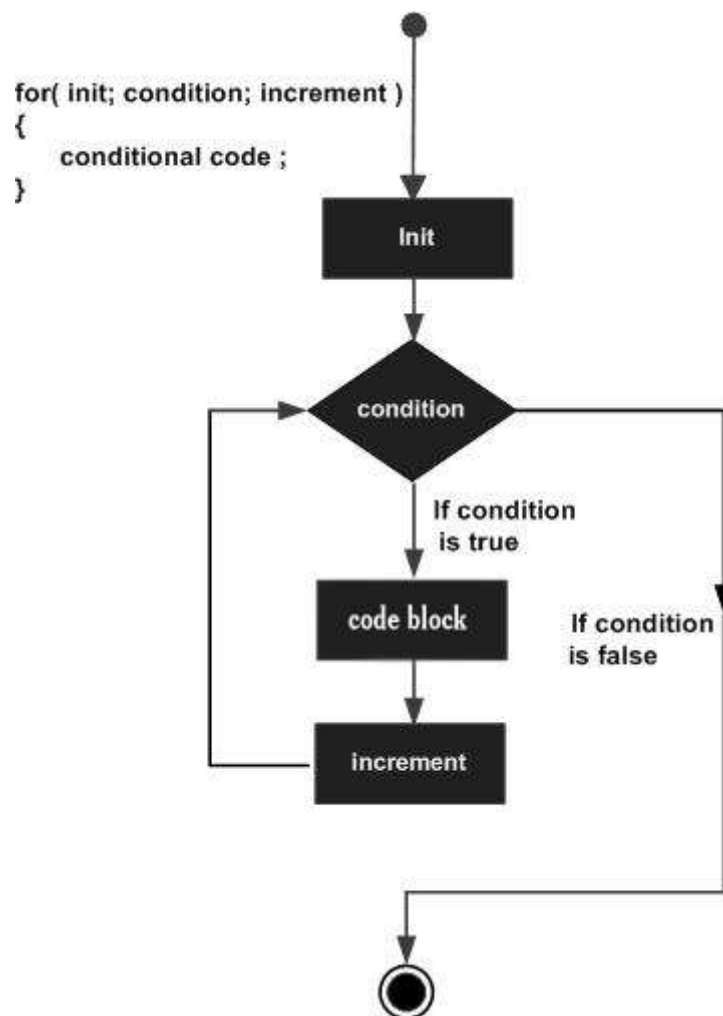 for( init; condition; increment )
{
conditional code ;
}
Init
condition
If condition
is true
code block
If condition
is false
increment